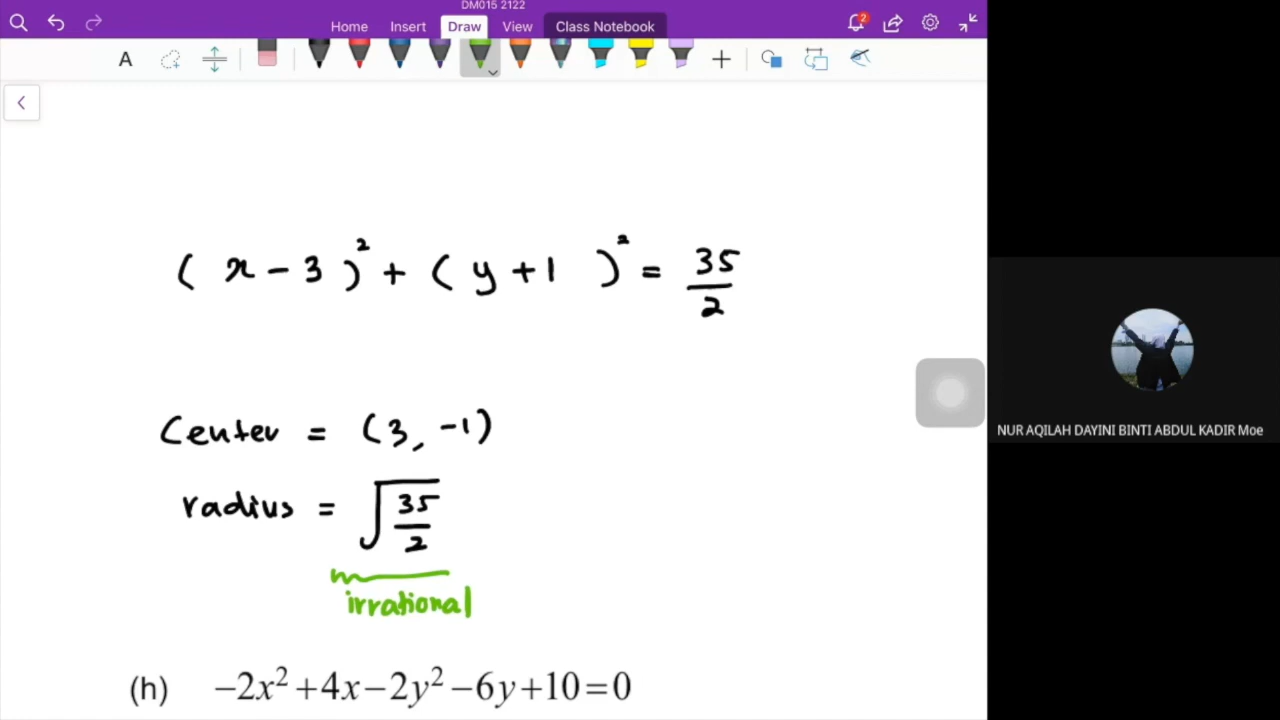 DM015 2122
Home Insert Draw View Class Notebook
2
A
( x - 3 )² + ( y + 1 )² = 35/2
Center = (3, -1)
radius = √35/2
irrational
(h) −2x² + 4x − 2y² − 6y + 10 = 0
NUR AQILAH DAYINI BINTI ABDUL KADIR Moe